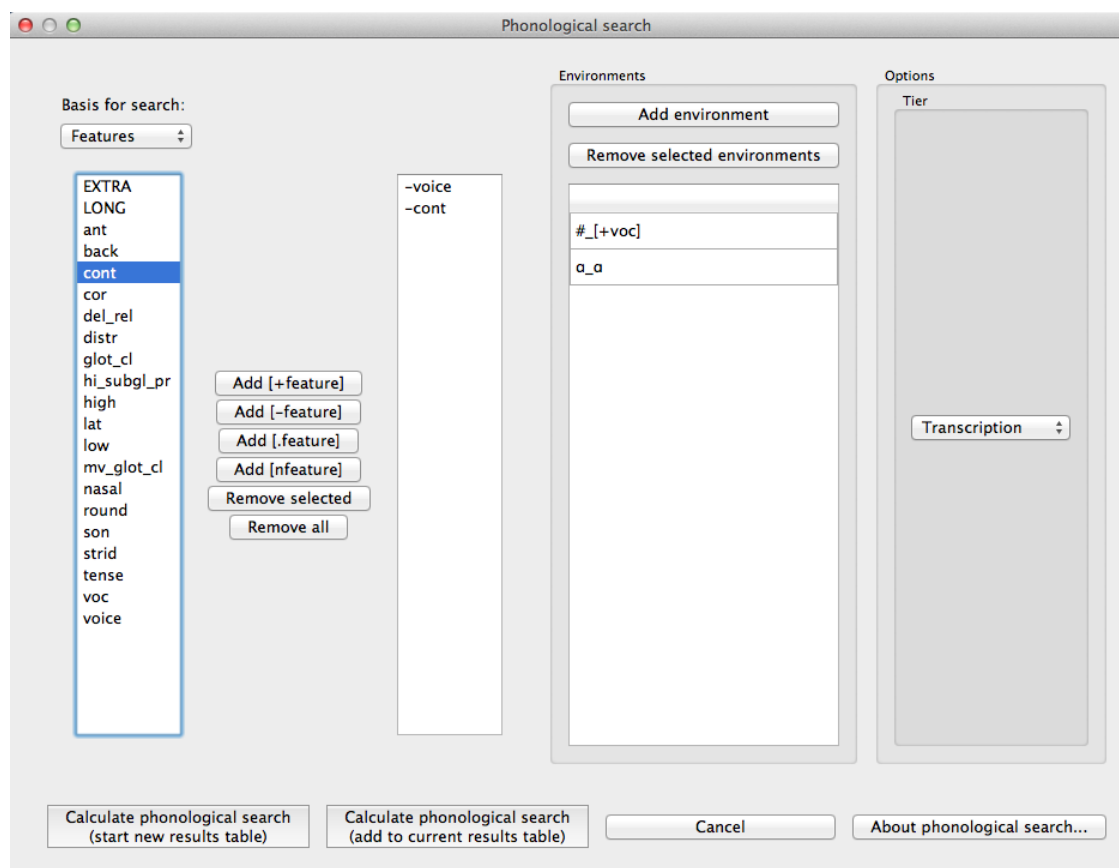 Phonological search
Basis for search:
Features
EXTRA
LONG
ant
back
cont
cor
del_rel
distr
glot_cl
hi_subgl_pr
high
lat
low
mv_glot_cl
nasal
round
son
strid
tense
voc
voice
Add [+feature]
Add [–feature]
Add [.feature]
Add [nfeature]
Remove selected
Remove all
–voice
–cont
Environments
Add environment
Remove selected environments
#_[+voc]
ɑ_ɑ
Options
Tier
Transcription
Calculate phonological search
(start new results table)
Calculate phonological search
(add to current results table)
Cancel
About phonological search...